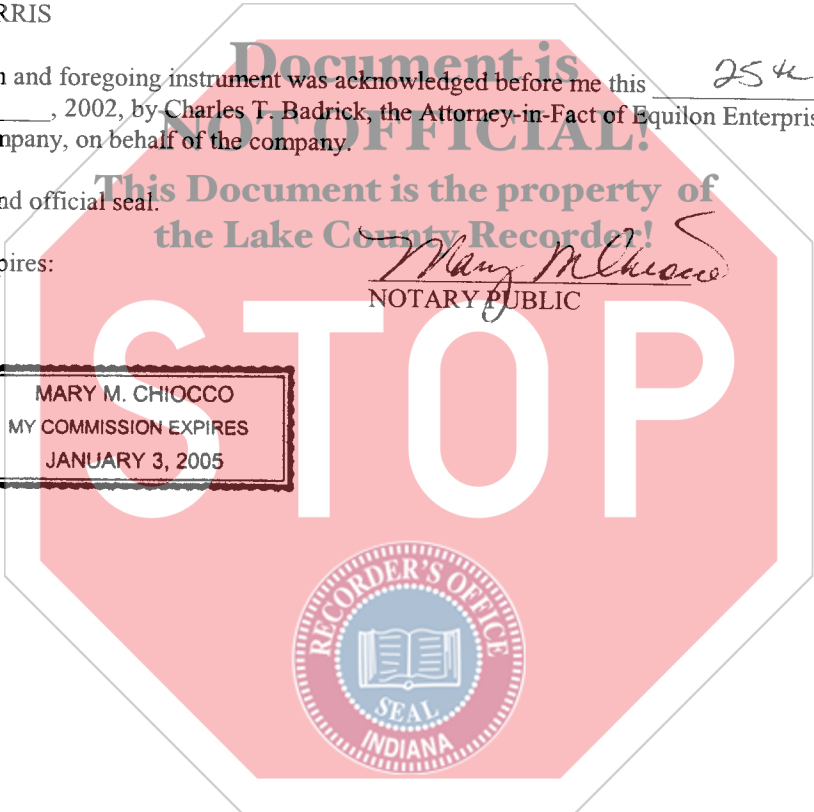 RRIS
Document is
n and foregoing instrument was acknowledged before me this 25th
, 2002, by Charles T. Badrick, the Attorney-in-Fact of Equilon Enterpris
NOT OFFICIAL!
mpany, on behalf of the company.
This Document is the property of
nd official seal.
the Lake County Recorder!
pires:
Mary M Chiocco
NOTARY PUBLIC
STOP
MARY M. CHIOCCO
MY COMMISSION EXPIRES
JANUARY 3, 2005
RECORDER'S OFFICE
SEAL
INDIANA